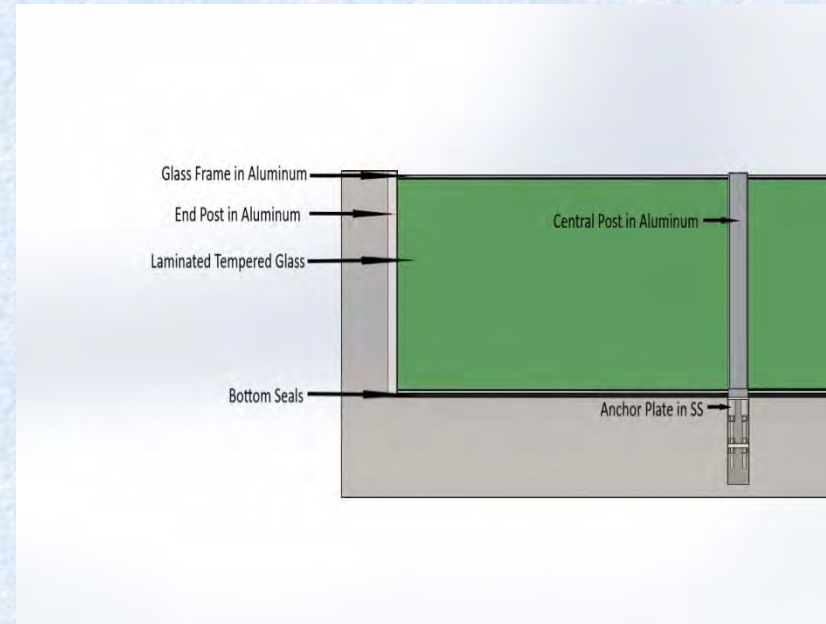 Glass Frame in Aluminum
End Post in Aluminum
Central Post in Aluminum
Laminated Tempered Glass
Bottom Seals
Anchor Plate in SS